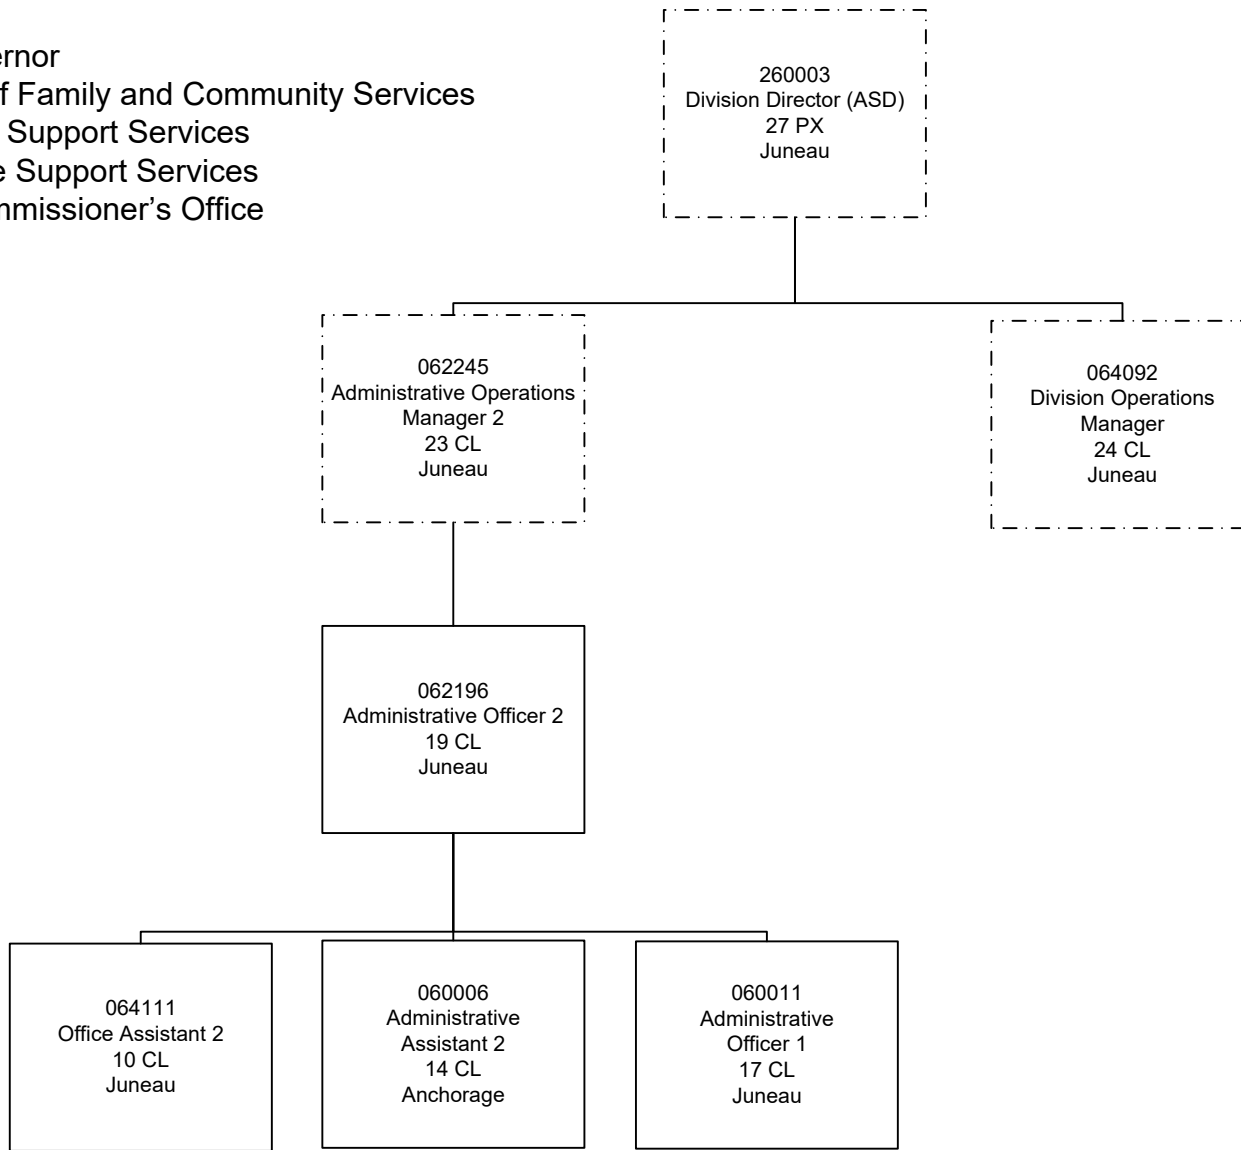 ernor
f Family and Community Services
Support Services
e Support Services
mmissioner's Office
260003
Division Director (ASD)
27 PX
Juneau
062245
Administrative Operations
Manager 2
23 CL
Juneau
064092
Division Operations
Manager
24 CL
Juneau
062196
Administrative Officer 2
19 CL
Juneau
064111
Office Assistant 2
10 CL
Juneau
060006
Administrative
Assistant 2
14 CL
Anchorage
060011
Administrative
Officer 1
17 CL
Juneau